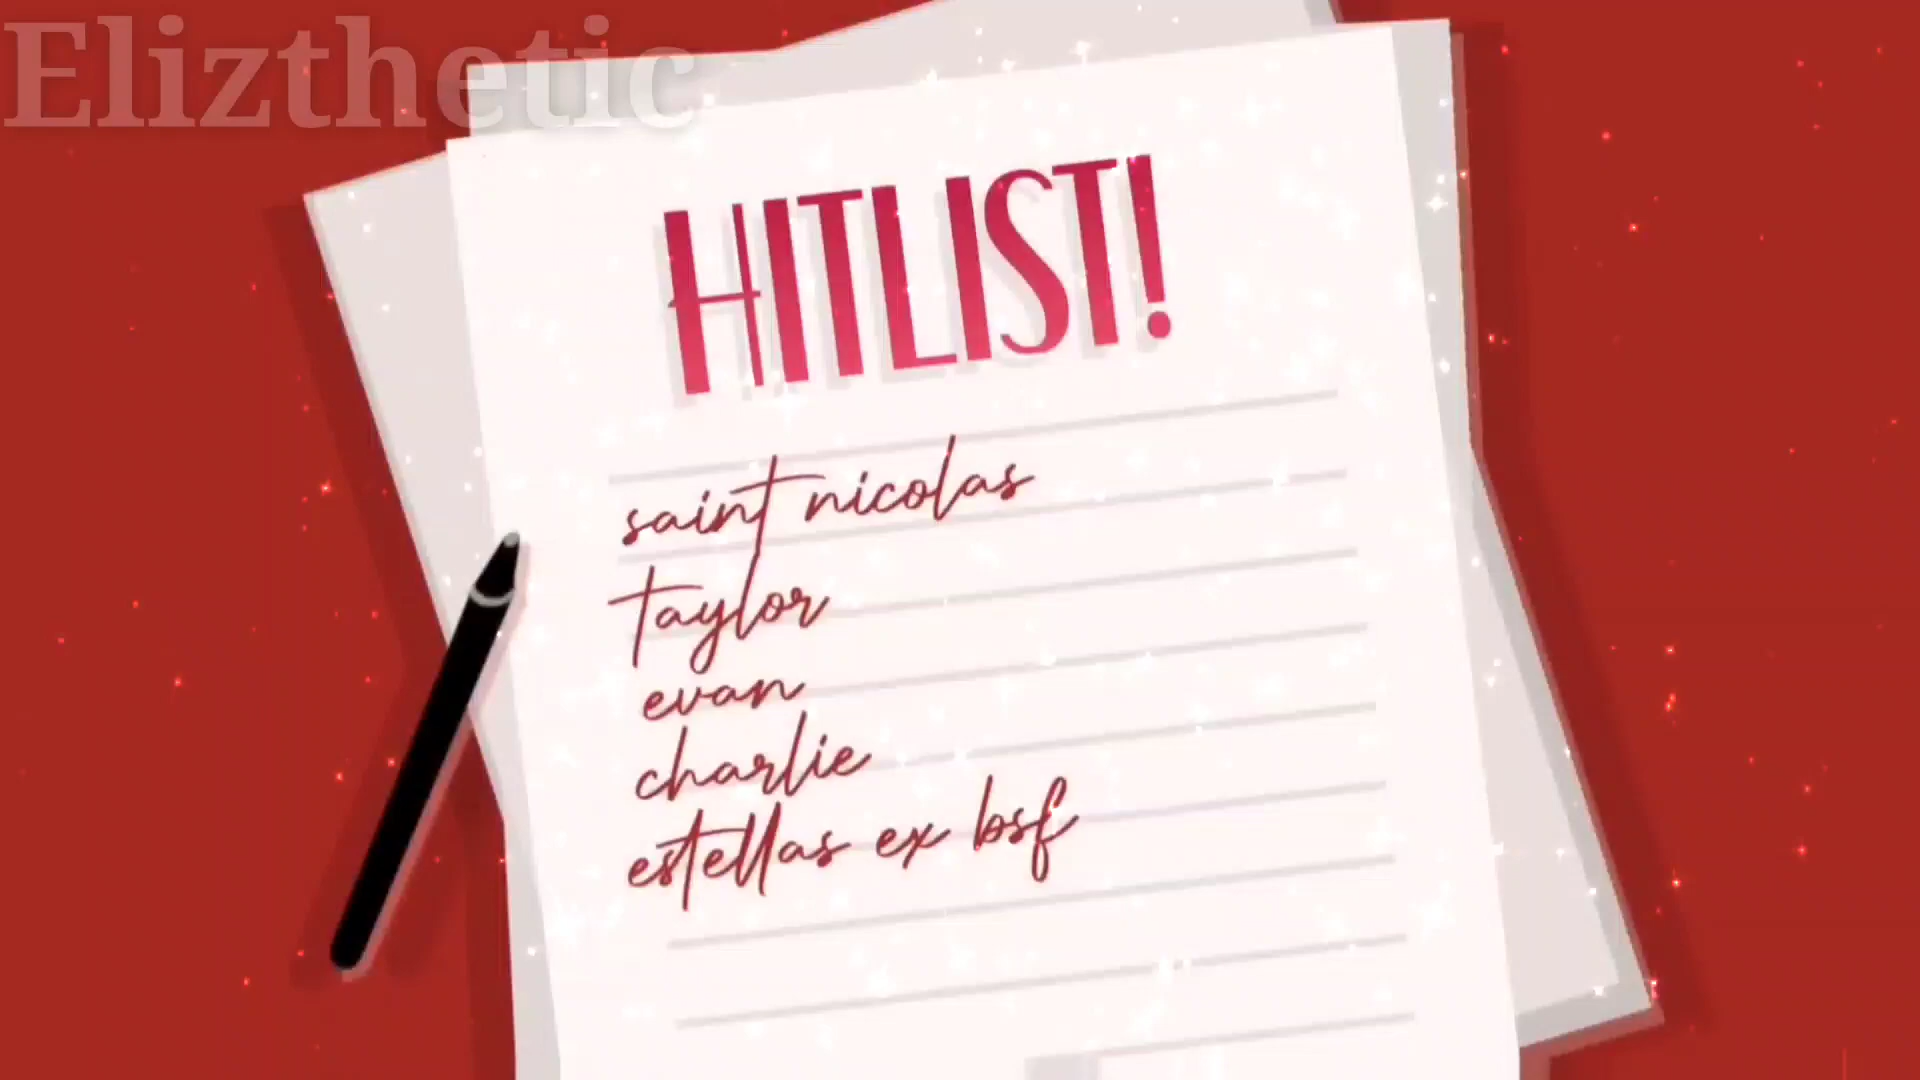 Elizthetic
HITLIST!
saint nicolas
taylor
evan
charlie
estellas ex bsf